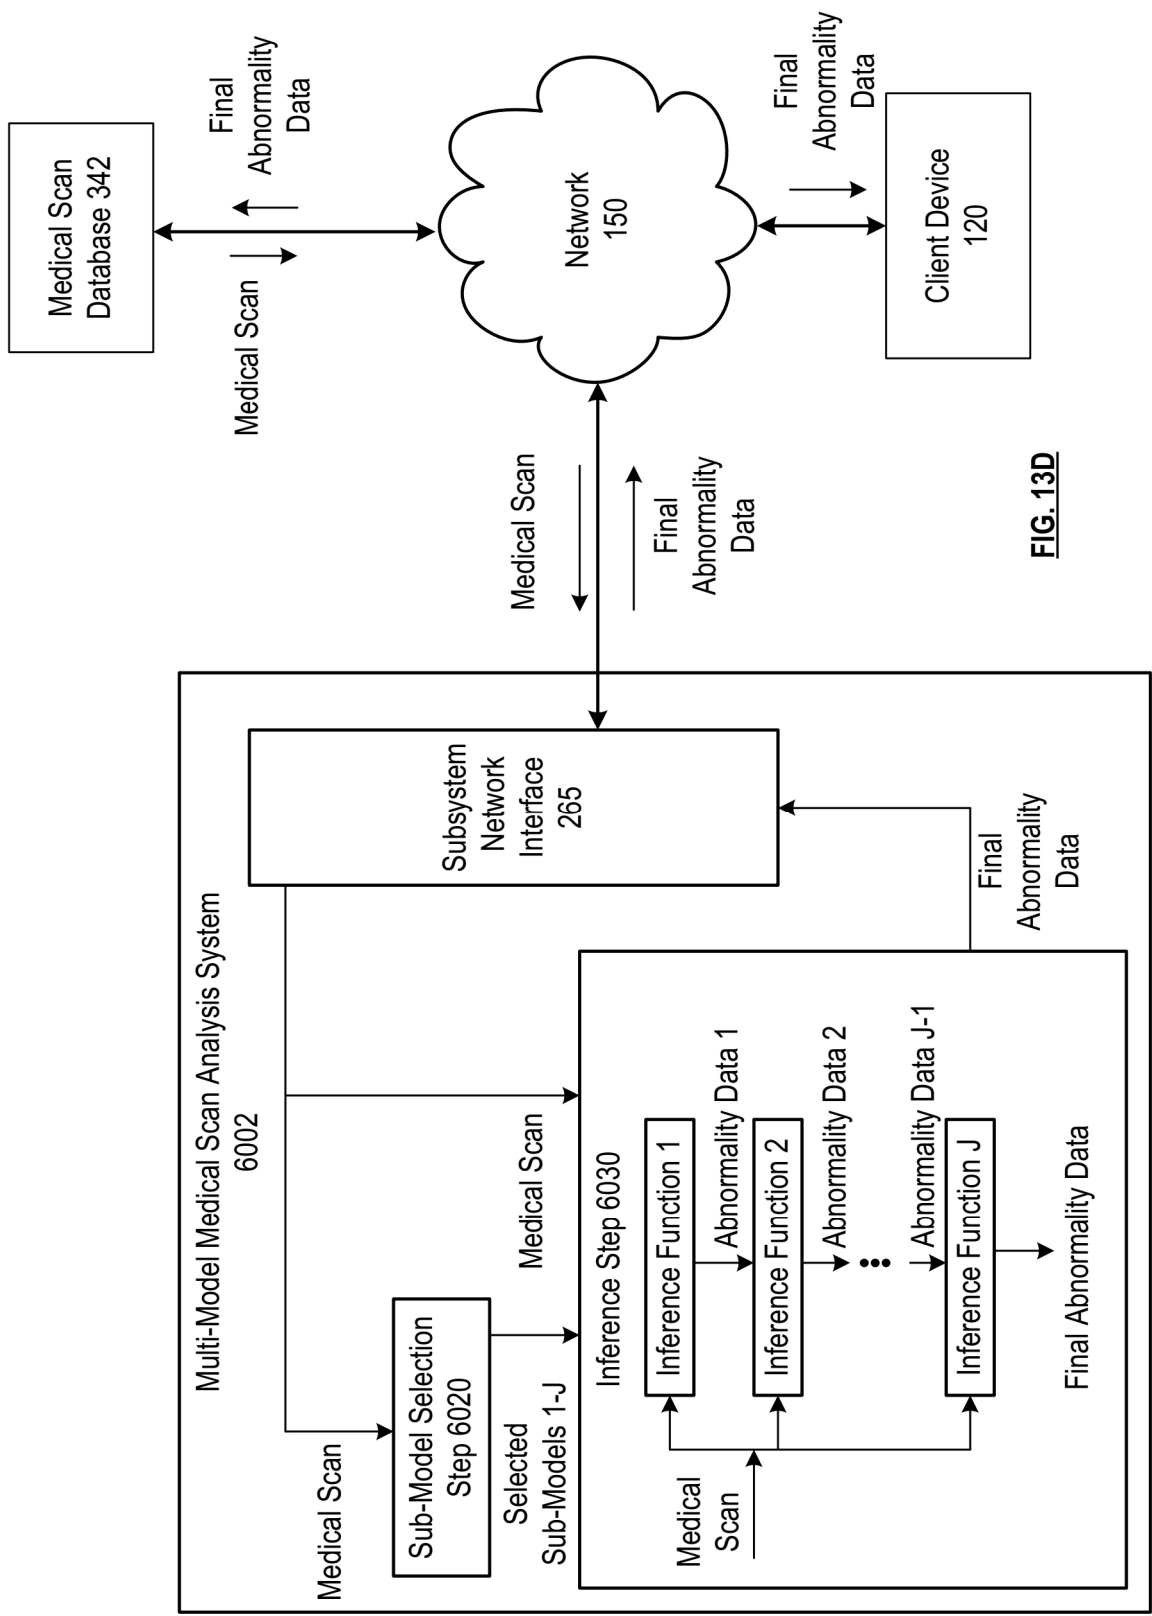 Multi-Model Medical Scan Analysis System
6002
Medical Scan
Sub-Model Selection
Step 6020
Selected
Sub-Models 1-J
Medical Scan
Subsystem
Network
Interface
265
Inference Step 6030
Medical
Scan
Inference Function 1
Abnormality Data 1
Inference Function 2
Abnormality Data 2
Abnormality Data J-1
Inference Function J
Final Abnormality Data
Final
Abnormality
Data
Medical Scan
Final
Abnormality
Data
Medical Scan
Database 342
Medical Scan
Final
Abnormality
Data
Network
150
Final
Abnormality
Data
Client Device
120
FIG. 13D